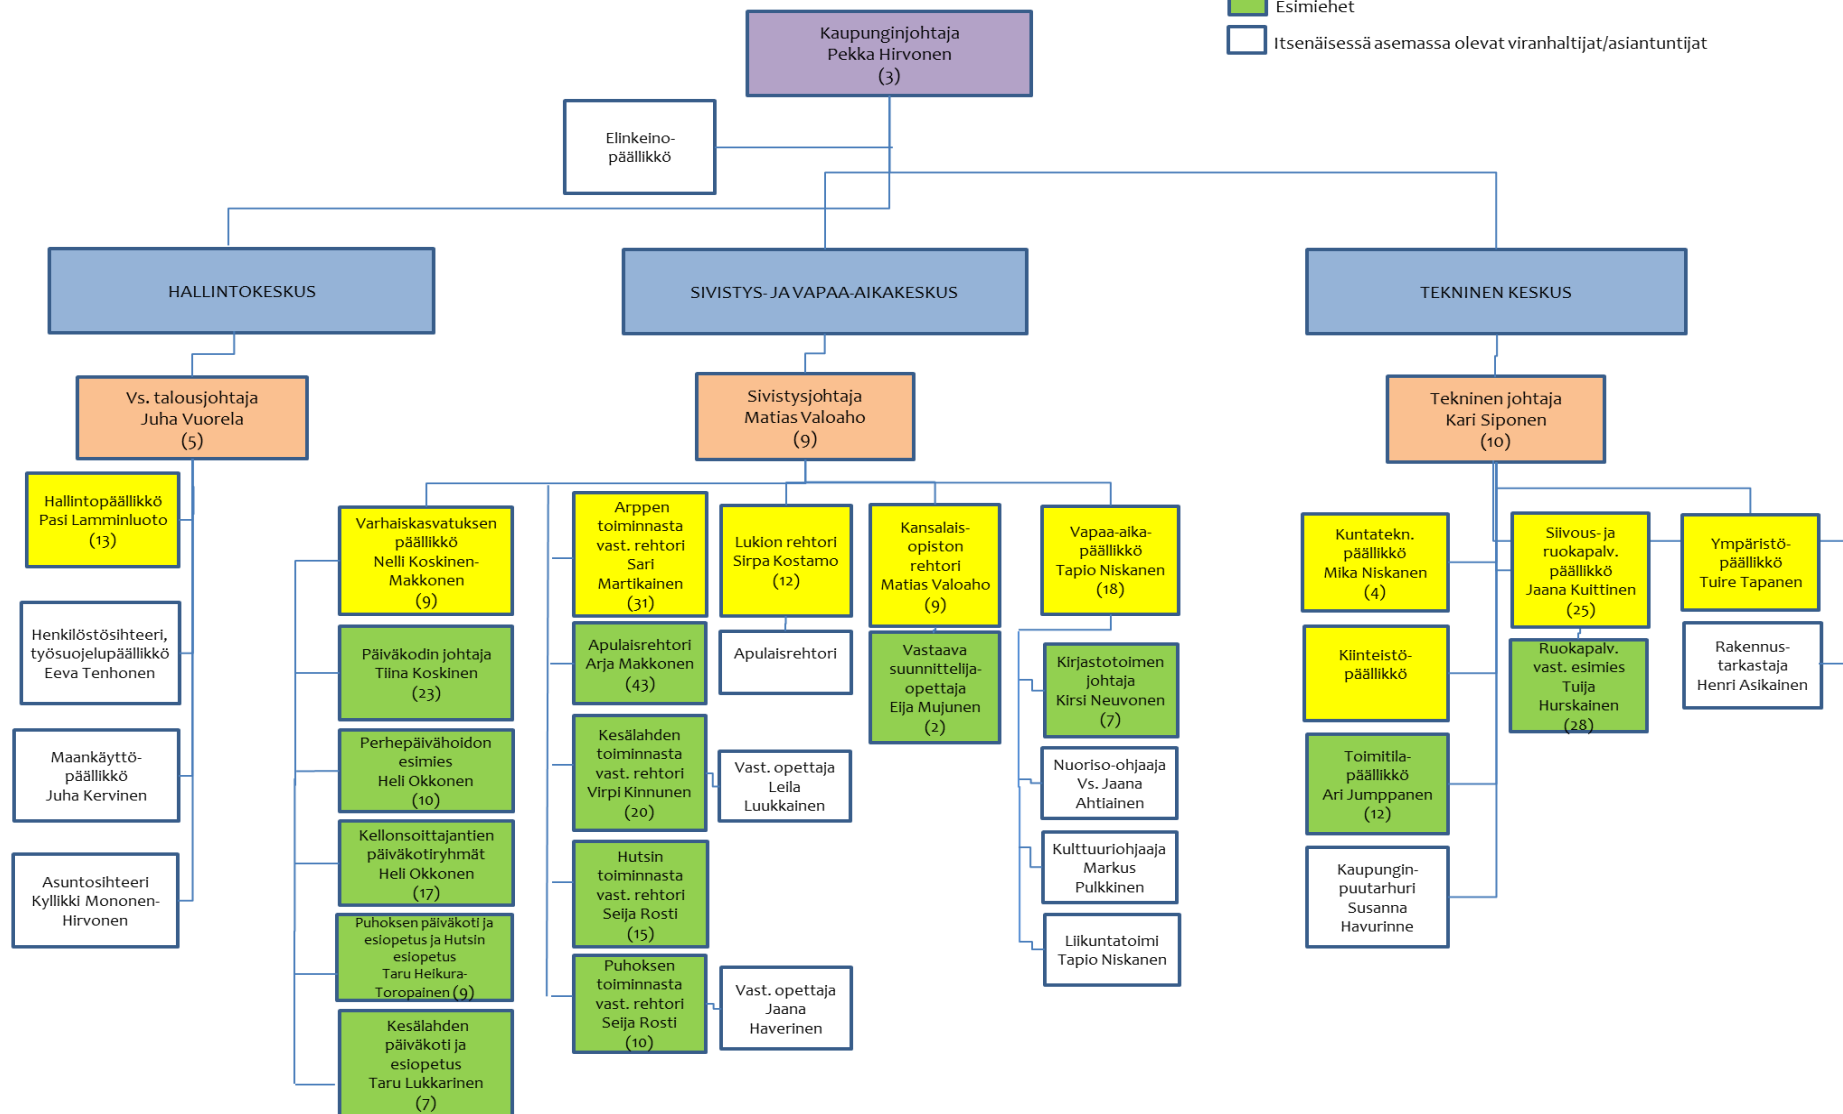 Esimiehet
Itsenäisessä asemassa olevat viranhaltijat/asiantuntijat
Kaupunginjohtaja
Pekka Hirvonen
(3)
Elinkeino-
päällikkö
HALLINTOKESKUS
SIVISTYS- JA VAPAA-AIKAKESKUS
TEKNINEN KESKUS
Vs. talousjohtaja
Juha Vuorela
(5)
Sivistysjohtaja
Matias Valoaho
(9)
Tekninen johtaja
Kari Siponen
(10)
Hallintopäällikkö
Pasi Lamminluoto
(13)
Henkilöstösihteeri,
työsuojelupäällikkö
Eeva Tenhonen
Maankäyttö-
päällikkö
Juha Kervinen
Asuntosihteeri
Kyllikki Mononen-
Hirvonen
Varhaiskasvatuksen
päällikkö
Nelli Koskinen-
Makkonen
(9)
Päiväkodin johtaja
Tiina Koskinen
(23)
Perhepäivähoidon
esimies
Heli Okkonen
(10)
Kellonsoittajantien
päiväkotiryhmät
Heli Okkonen
(17)
Puhoksen päiväkoti ja
esiopetus ja Hutsin
esiopetus
Taru Heikura-
Toropainen (9)
Kesälahden
päiväkoti ja
esiopetus
Taru Lukkarinen
(7)
Arppen
toiminnasta
vast. rehtori
Sari
Martikainen
(31)
Apulaisrehtori
Arja Makkonen
(43)
Kesälahden
toiminnasta
vast. rehtori
Virpi Kinnunen
(20)
Hutsin
toiminnasta
vast. rehtori
Seija Rosti
(15)
Puhoksen
toiminnasta
vast. rehtori
Seija Rosti
(10)
Lukion rehtori
Sirpa Kostamo
(12)
Apulaisrehtori
Vast. opettaja
Leila
Luukkainen
Vast. opettaja
Jaana
Haverinen
Kansalais-
opiston
rehtori
Matias Valoaho
(9)
Vastaava
suunnittelija-
opettaja
Eija Mujunen
(2)
Vapaa-aika-
päällikkö
Tapio Niskanen
(18)
Kirjastotoimen
johtaja
Kirsi Neuvonen
(7)
Nuoriso-ohjaaja
Vs. Jaana
Ahtiainen
Kulttuuriohjaaja
Markus
Pulkkinen
Liikuntatoimi
Tapio Niskanen
Kuntatekn.
päällikkö
Mika Niskanen
(4)
Kiinteistö-
päällikkö
Toimitila-
päällikkö
Ari Jumppanen
(12)
Kaupungin-
puutarhuri
Susanna
Havurinne
Siivous- ja
ruokapalv.
päällikkö
Jaana Kuittinen
(25)
Ruokapalv.
vast. esimies
Tuija
Hurskainen
(28)
Ympäristö-
päällikkö
Tuire Tapanen
Rakennus-
tarkastaja
Henri Asikainen